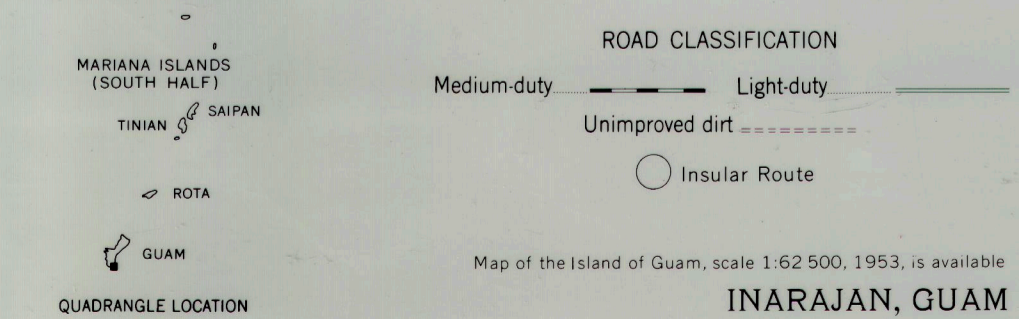 MARIANA ISLANDS
(SOUTH HALF)
SAIPAN
TINIAN
ROTA
GUAM
QUADRANGLE LOCATION
ROAD CLASSIFICATION
Medium-duty Light-duty
Unimproved dirt
Insular Route
Map of the Island of Guam, scale 1:62 500, 1953, is available
INARAJAN, GUAM